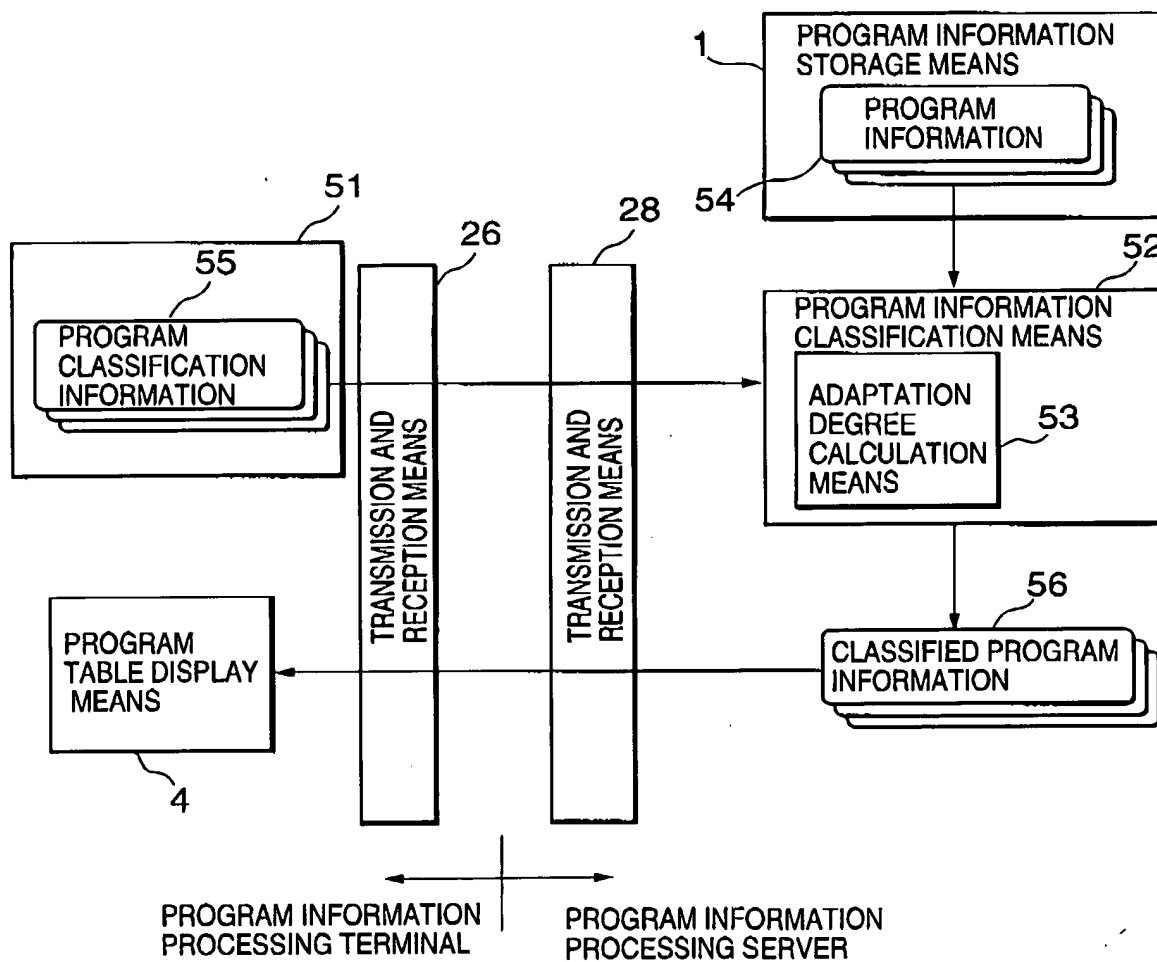 1
PROGRAM INFORMATION
STORAGE MEANS
PROGRAM
INFORMATION
54
51
55
PROGRAM
CLASSIFICATION
INFORMATION
26
28
52
PROGRAM INFORMATION
CLASSIFICATION MEANS
ADAPTATION
DEGREE
CALCULATION
MEANS
53
TRANSMISSION AND
RECEPTION MEANS
TRANSMISSION AND
RECEPTION MEANS
56
CLASSIFIED PROGRAM
INFORMATION
PROGRAM
TABLE DISPLAY
MEANS
4
PROGRAM INFORMATION
PROCESSING TERMINAL
PROGRAM INFORMATION
PROCESSING SERVER